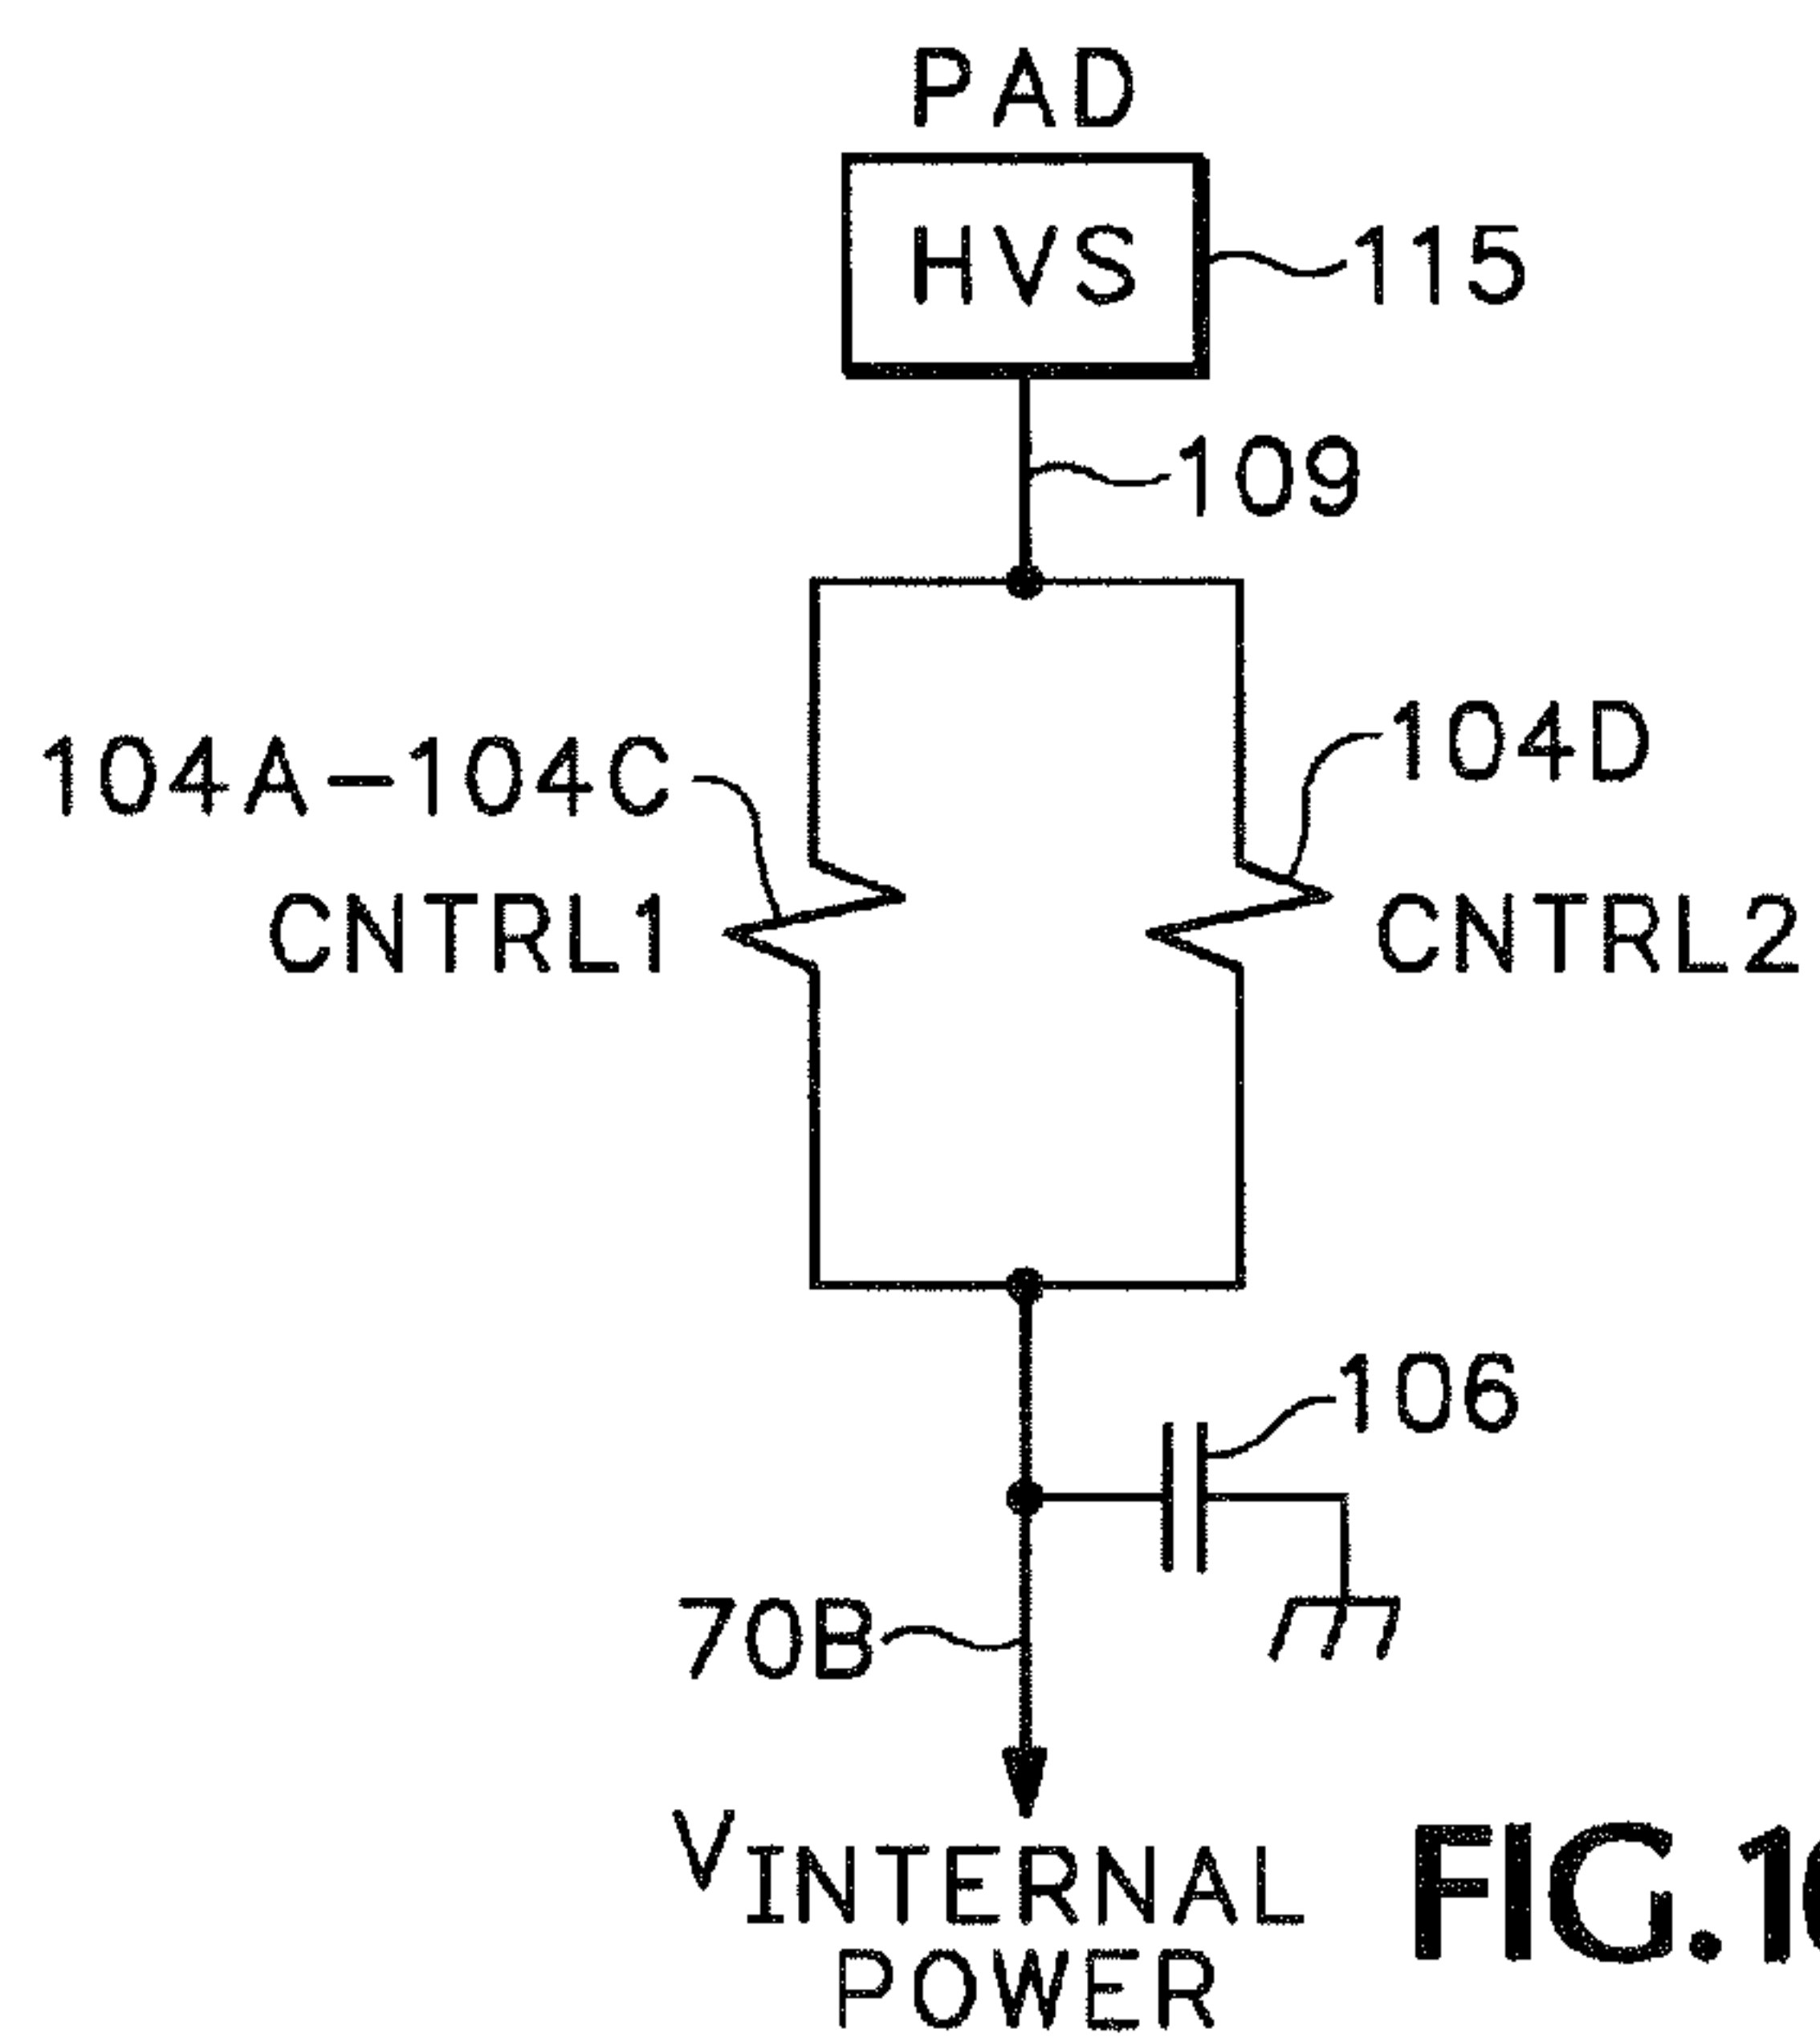 PAD
HVS
115
109
104A-104C
104D
CNTRL1
CNTRL2
106
70B
VINTERNAL
POWER